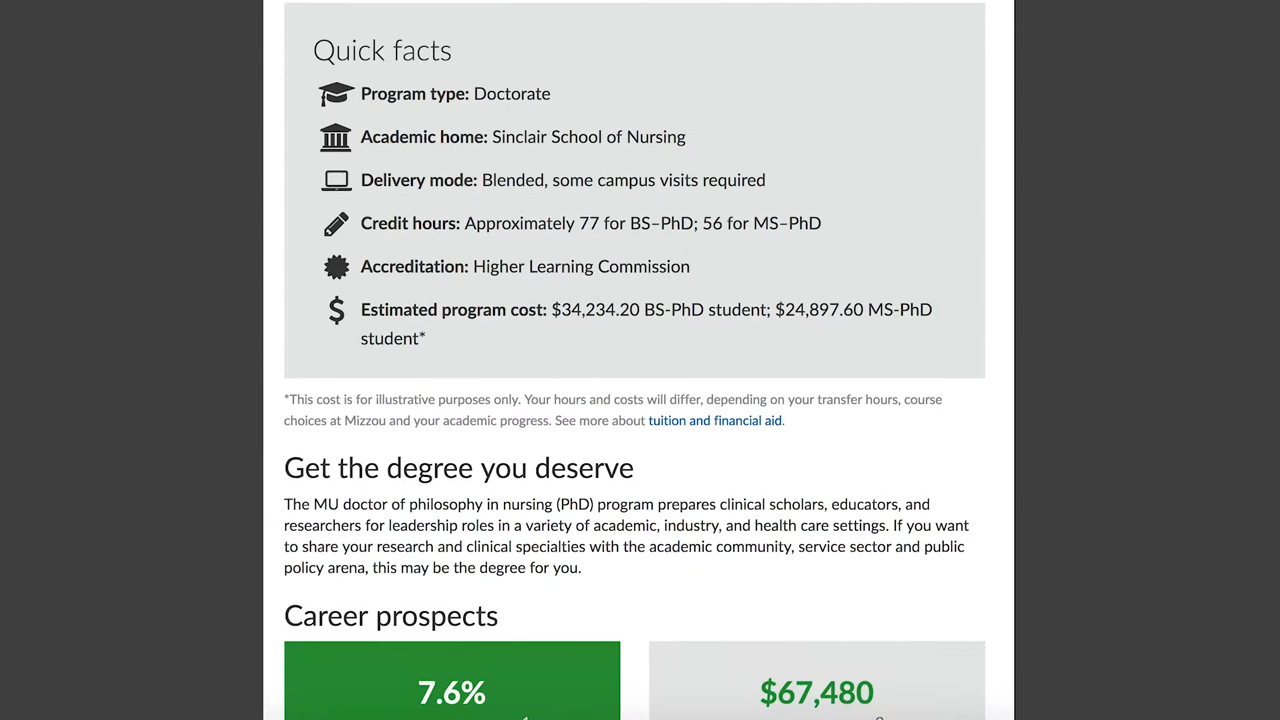 Quick facts
Program type: Doctorate
Academic home: Sinclair School of Nursing
Delivery mode: Blended, some campus visits required
Credit hours: Approximately 77 for BS–PhD; 56 for MS–PhD
Accreditation: Higher Learning Commission
Estimated program cost: $34,234.20 BS-PhD student; $24,897.60 MS-PhD
student*
*This cost is for illustrative purposes only. Your hours and costs will differ, depending on your transfer hours, course
choices at Mizzou and your academic progress. See more about tuition and financial aid.
Get the degree you deserve
The MU doctor of philosophy in nursing (PhD) program prepares clinical scholars, educators, and
researchers for leadership roles in a variety of academic, industry, and health care settings. If you want
to share your research and clinical specialties with the academic community, service sector and public
policy arena, this may be the degree for you.
Career prospects
7.6%
$67,480